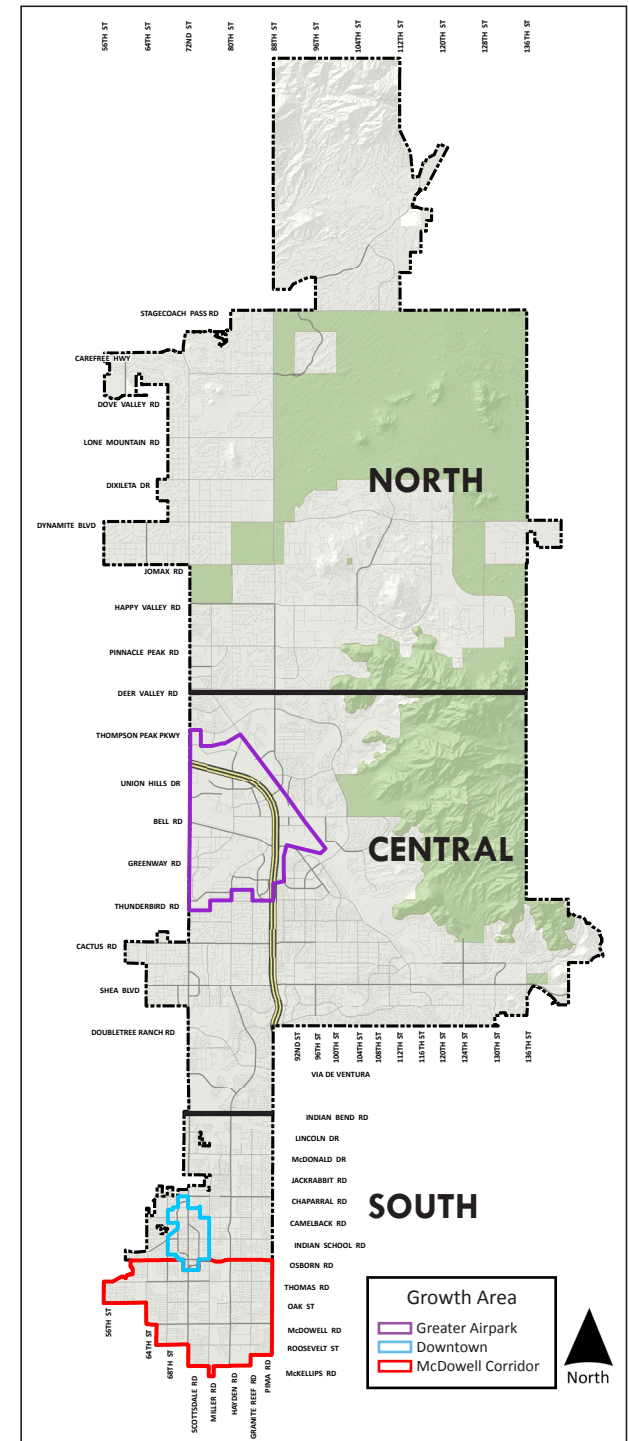 56TH ST
64TH ST
72ND ST
80TH ST
88TH ST
96TH ST
104TH ST
112TH ST
120TH ST
128TH ST
136TH ST
STAGECOACH PASS RD
CAREFREE HWY
DOVE VALLEY RD
LONE MOUNTAIN RD
DIXILETA DR
NORTH
DYNAMITE BLVD
JOMAX RD
HAPPY VALLEY RD
PINNACLE PEAK RD
DEER VALLEY RD
THOMPSON PEAK PKWY
UNION HILLS DR
BELL RD
CENTRAL
GREENWAY RD
THUNDERBIRD RD
CACTUS RD
SHEA BLVD
DOUBLETREE RANCH RD
92ND ST
96TH ST
100TH ST
104TH ST
108TH ST
112TH ST
116TH ST
120TH ST
124TH ST
130TH ST
136TH ST
VIA DE VENTURA
INDIAN BEND RD
LINCOLN DR
McDONALD DR
JACKRABBIT RD
CHAPARRAL RD
SOUTH
CAMELBACK RD
INDIAN SCHOOL RD
OSBORN RD
THOMAS RD
OAK ST
McDOWELL RD
ROOSEVELT ST
McKELLIPS RD
56TH ST
64TH ST
68TH ST
SCOTTSDALE RD
MILLER RD
HAYDEN RD
GRANITE REEF RD
PIMA RD
Growth Area
Greater Airpark
Downtown
McDowell Corridor
North